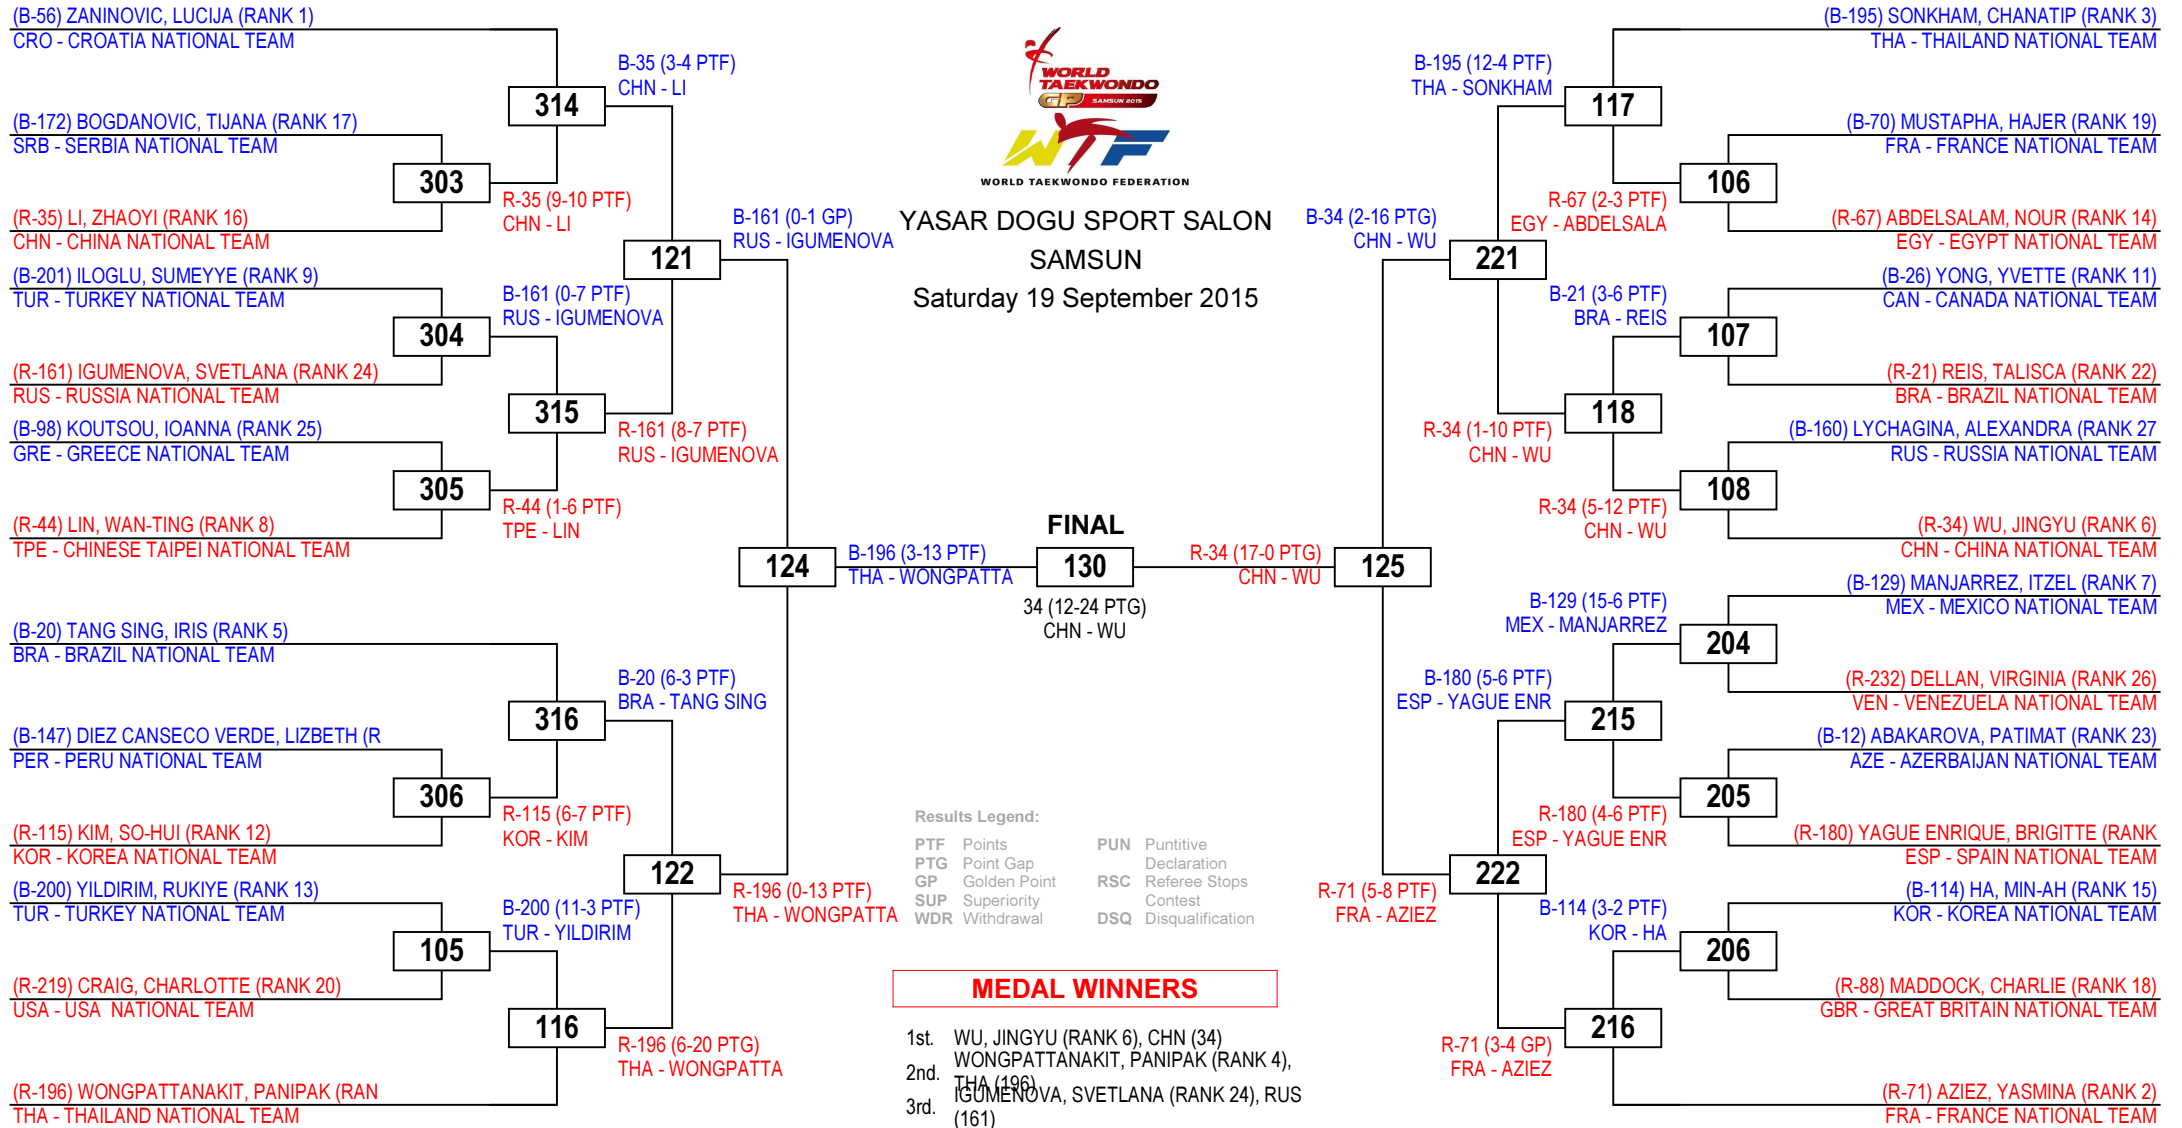 (B-56) ZANINOVIC, LUCIJA (RANK 1)
CRO - CROATIA NATIONAL TEAM
(B-172) BOGDANOVIC, TIJANA (RANK 17)
SRB - SERBIA NATIONAL TEAM
(R-35) LI, ZHAOYI (RANK 16)
CHN - CHINA NATIONAL TEAM
(B-201) ILOGLU, SUMEYYE (RANK 9)
TUR - TURKEY NATIONAL TEAM
(R-161) IGUMENOVA, SVETLANA (RANK 24)
RUS - RUSSIA NATIONAL TEAM
(B-98) KOUTSOU, IOANNA (RANK 25)
GRE - GREECE NATIONAL TEAM
(R-44) LIN, WAN-TING (RANK 8)
TPE - CHINESE TAIPEI NATIONAL TEAM
(B-20) TANG SING, IRIS (RANK 5)
BRA - BRAZIL NATIONAL TEAM
(B-147) DIEZ CANSECO VERDE, LIZBETH (R
PER - PERU NATIONAL TEAM
(R-115) KIM, SO-HUI (RANK 12)
KOR - KOREA NATIONAL TEAM
(B-200) YILDIRIM, RUKIYE (RANK 13)
TUR - TURKEY NATIONAL TEAM
(R-219) CRAIG, CHARLOTTE (RANK 20)
USA - USA  NATIONAL TEAM
(R-196) WONGPATTANAKIT, PANIPAK (RAN
THA - THAILAND NATIONAL TEAM
303
304
305
306
105
R-35 (9-10 PTF)
CHN - LI
B-161 (0-7 PTF)
RUS - IGUMENOVA
R-44 (1-6 PTF)
TPE - LIN
R-115 (6-7 PTF)
KOR - KIM
B-200 (11-3 PTF)
TUR - YILDIRIM
314
315
316
116
B-35 (3-4 PTF)
CHN - LI
R-161 (8-7 PTF)
RUS - IGUMENOVA
B-20 (6-3 PTF)
BRA - TANG SING
R-196 (6-20 PTG)
THA - WONGPATTA
121
122
B-161 (0-1 GP)
RUS - IGUMENOVA
R-196 (0-13 PTF)
THA - WONGPATTA
124
B-196 (3-13 PTF)
THA - WONGPATTA
WORLD
TAEKWONDO
GP SAMSUN 2015
WTF
WORLD TAEKWONDO FEDERATION
YASAR DOGU SPORT SALON
SAMSUN
Saturday 19 September 2015
FINAL
130
34 (12-24 PTG)
CHN - WU
Results Legend:
PTF Points
PTG Point Gap
GP Golden Point
SUP Superiority
WDR Withdrawal
PUN Puntitive
Declaration
RSC Referee Stops
Contest
DSQ Disqualification
MEDAL WINNERS
1st. WU, JINGYU (RANK 6), CHN (34)
2nd. WONGPATTANAKIT, PANIPAK (RANK 4),
THA (196)
3rd. IGUMENOVA, SVETLANA (RANK 24), RUS
(161)
R-34 (17-0 PTG)
CHN - WU
125
B-34 (2-16 PTG)
CHN - WU
R-71 (5-8 PTF)
FRA - AZIEZ
221
222
B-195 (12-4 PTF)
THA - SONKHAM
R-34 (1-10 PTF)
CHN - WU
B-180 (5-6 PTF)
ESP - YAGUE ENR
R-71 (3-4 GP)
FRA - AZIEZ
117
118
215
216
R-67 (2-3 PTF)
EGY - ABDELSALA
B-21 (3-6 PTF)
BRA - REIS
R-34 (5-12 PTF)
CHN - WU
B-129 (15-6 PTF)
MEX - MANJARREZ
R-180 (4-6 PTF)
ESP - YAGUE ENR
B-114 (3-2 PTF)
KOR - HA
106
107
108
204
205
206
(B-195) SONKHAM, CHANATIP (RANK 3)
THA - THAILAND NATIONAL TEAM
(B-70) MUSTAPHA, HAJER (RANK 19)
FRA - FRANCE NATIONAL TEAM
(R-67) ABDELSALAM, NOUR (RANK 14)
EGY - EGYPT NATIONAL TEAM
(B-26) YONG, YVETTE (RANK 11)
CAN - CANADA NATIONAL TEAM
(R-21) REIS, TALISCA (RANK 22)
BRA - BRAZIL NATIONAL TEAM
(B-160) LYCHAGINA, ALEXANDRA (RANK 27
RUS - RUSSIA NATIONAL TEAM
(R-34) WU, JINGYU (RANK 6)
CHN - CHINA NATIONAL TEAM
(B-129) MANJARREZ, ITZEL (RANK 7)
MEX - MEXICO NATIONAL TEAM
(R-232) DELLAN, VIRGINIA (RANK 26)
VEN - VENEZUELA NATIONAL TEAM
(B-12) ABAKAROVA, PATIMAT (RANK 23)
AZE - AZERBAIJAN NATIONAL TEAM
(R-180) YAGUE ENRIQUE, BRIGITTE (RANK
ESP - SPAIN NATIONAL TEAM
(B-114) HA, MIN-AH (RANK 15)
KOR - KOREA NATIONAL TEAM
(R-88) MADDOCK, CHARLIE (RANK 18)
GBR - GREAT BRITAIN NATIONAL TEAM
(R-71) AZIEZ, YASMINA (RANK 2)
FRA - FRANCE NATIONAL TEAM